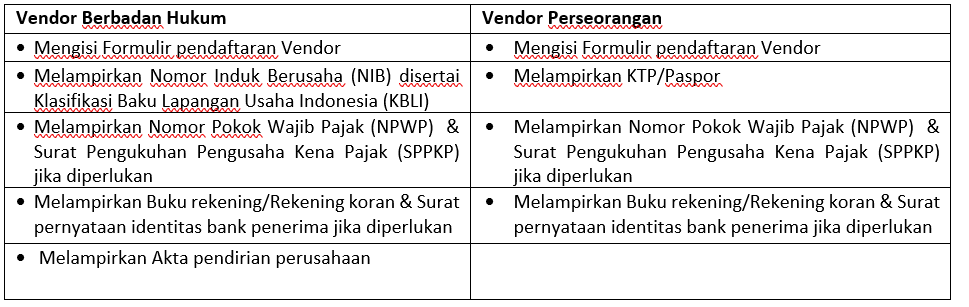 Vendor Berbadan Hukum
Vendor Perseorangan
• Mengisi Formulir pendaftaran Vendor
• Mengisi Formulir pendaftaran Vendor
• Melampirkan Nomor Induk Berusaha (NIB) disertai
Klasifikasi Baku Lapangan Usaha Indonesia (KBLI)
• Melampirkan KTP/Paspor
• Melampirkan Nomor Pokok Wajib Pajak (NPWP) &
Surat Pengukuhan Pengusaha Kena Pajak (SPPKP)
jika diperlukan
• Melampirkan Nomor Pokok Wajib Pajak (NPWP) &
Surat Pengukuhan Pengusaha Kena Pajak (SPPKP)
jika diperlukan
• Melampirkan Buku rekening/Rekening koran & Surat
pernyataan identitas bank penerima jika diperlukan
• Melampirkan Buku rekening/Rekening koran & Surat
pernyataan identitas bank penerima jika diperlukan
• Melampirkan Akta pendirian perusahaan